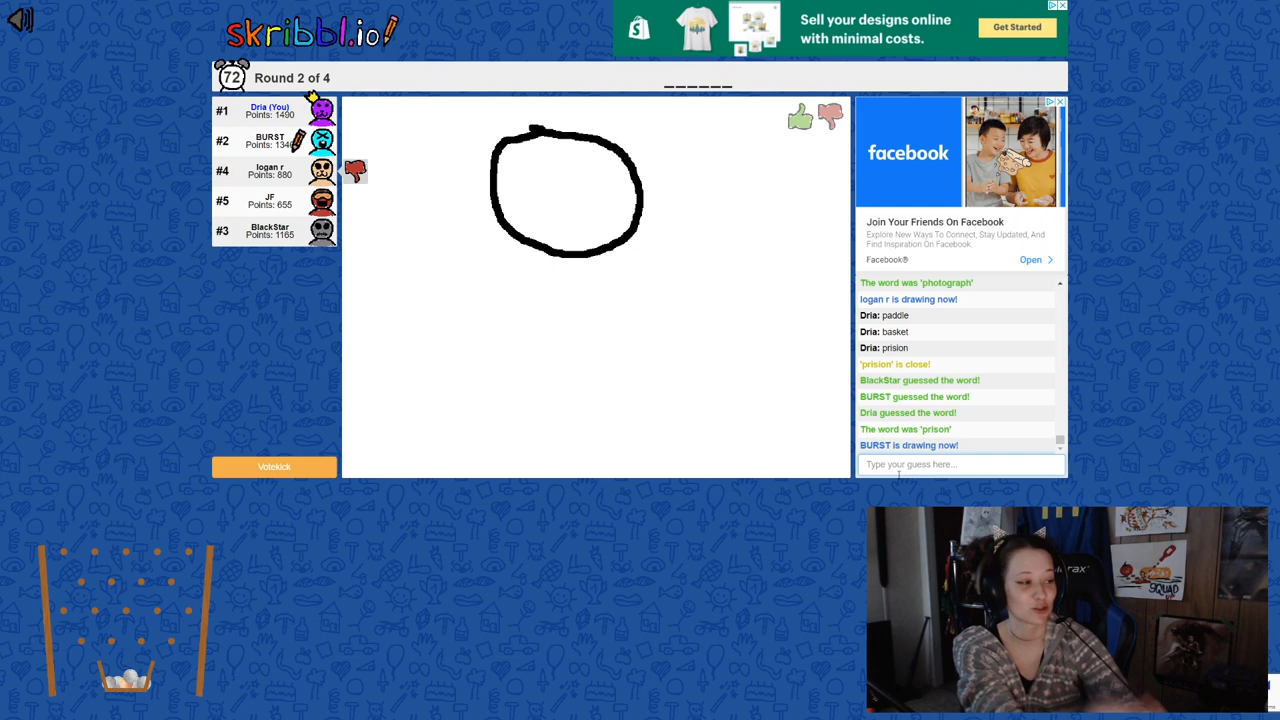 skribbl.io
Sell your designs online
with minimal costs.
Get Started
72
Round 2 of 4
______
#1
Dria (You)
Points: 1490
#2
BURST
#4
logan r
Points: 880
#5
JF
Points: 655
#3
BlackStar
Points: 1165
Votekick
facebook
Join Your Friends On Facebook
Explore New Ways To Connect, Stay Updated, And
Find Inspiration On Facebook.
Facebook®
Open
The word was 'photograph'
logan r is drawing now!
Dria: paddle
Dria: basket
Dria: prision
'prision' is close!
BlackStar guessed the word!
BURST guessed the word!
Dria guessed the word!
The word was 'prison'
BURST is drawing now!
Type your guess here...
SQUAD